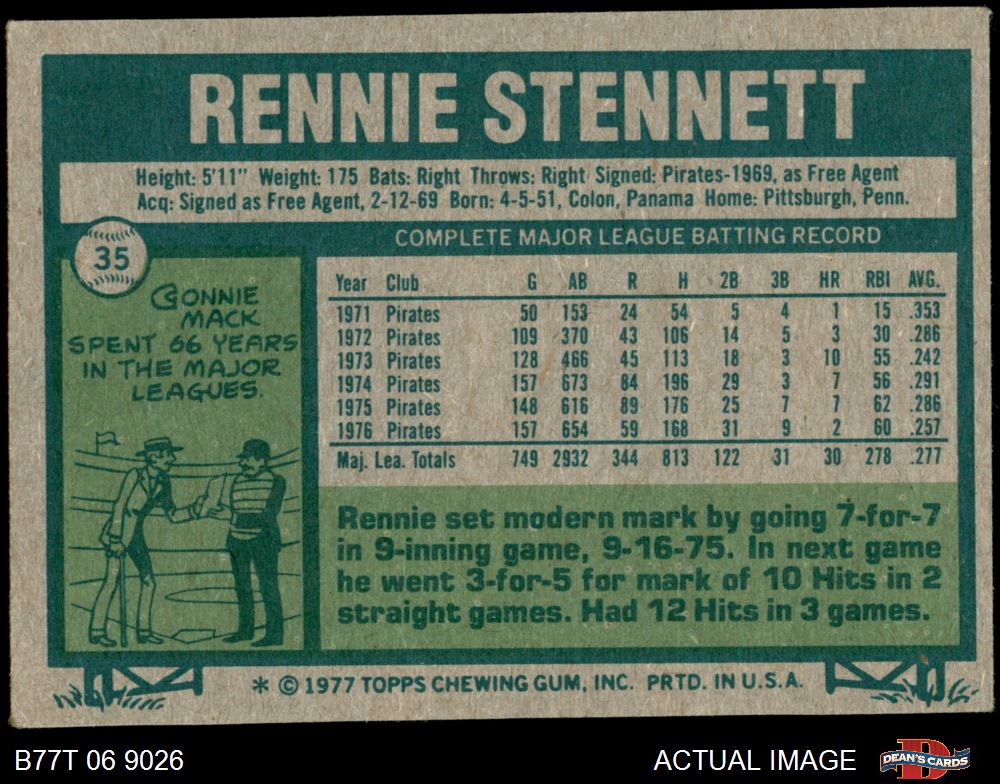 RENNIE STENNETT
Height: 5'11" Weight: 175 Bats: Right Throws: Right Signed: Pirates-1969, as Free Agent
Acq: Signed as Free Agent, 2-12-69 Born: 4-5-51, Colon, Panama Home: Pittsburgh, Penn.
35
CONNIE
MACK
SPENT 66 YEARS
IN THE MAJOR
LEAGUES.
COMPLETE MAJOR LEAGUE BATTING RECORD
Year Club G AB R H 2B 3B HR RBI AVG.
1971 Pirates 50 153 24 54 5 4 1 15 .353
1972 Pirates 109 370 43 106 14 5 3 30 .286
1973 Pirates 128 466 45 113 18 3 10 55 .242
1974 Pirates 157 673 84 196 29 3 7 56 .291
1975 Pirates 148 616 89 176 25 7 7 62 .286
1976 Pirates 157 654 59 168 31 9 2 60 .257
Maj. Lea. Totals 749 2932 344 813 122 31 30 278 .277
Rennie set modern mark by going 7-for-7
in 9-inning game, 9-16-75. In next game
he went 3-for-5 for mark of 10 Hits in 2
straight games. Had 12 Hits in 3 games.
* © 1977 TOPPS CHEWING GUM, INC. PRTD. IN U.S.A.
B77T 06 9026
ACTUAL IMAGE
D
DEAN'S CARDS